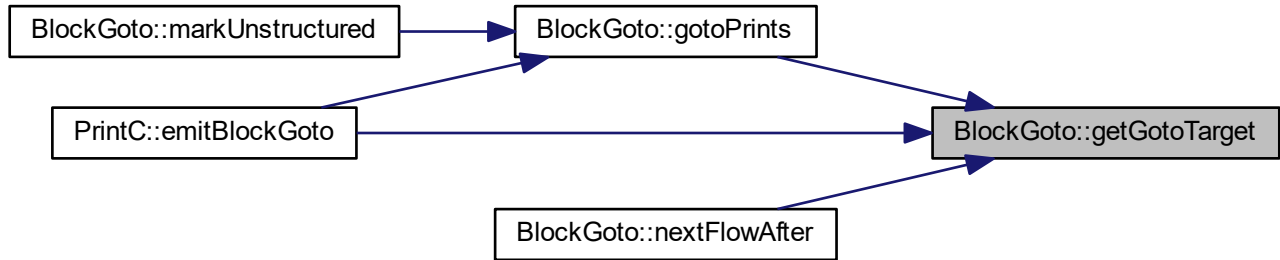 BlockGoto::markUnstructured
BlockGoto::gotoPrints
PrintC::emitBlockGoto
BlockGoto::getGotoTarget
BlockGoto::nextFlowAfter